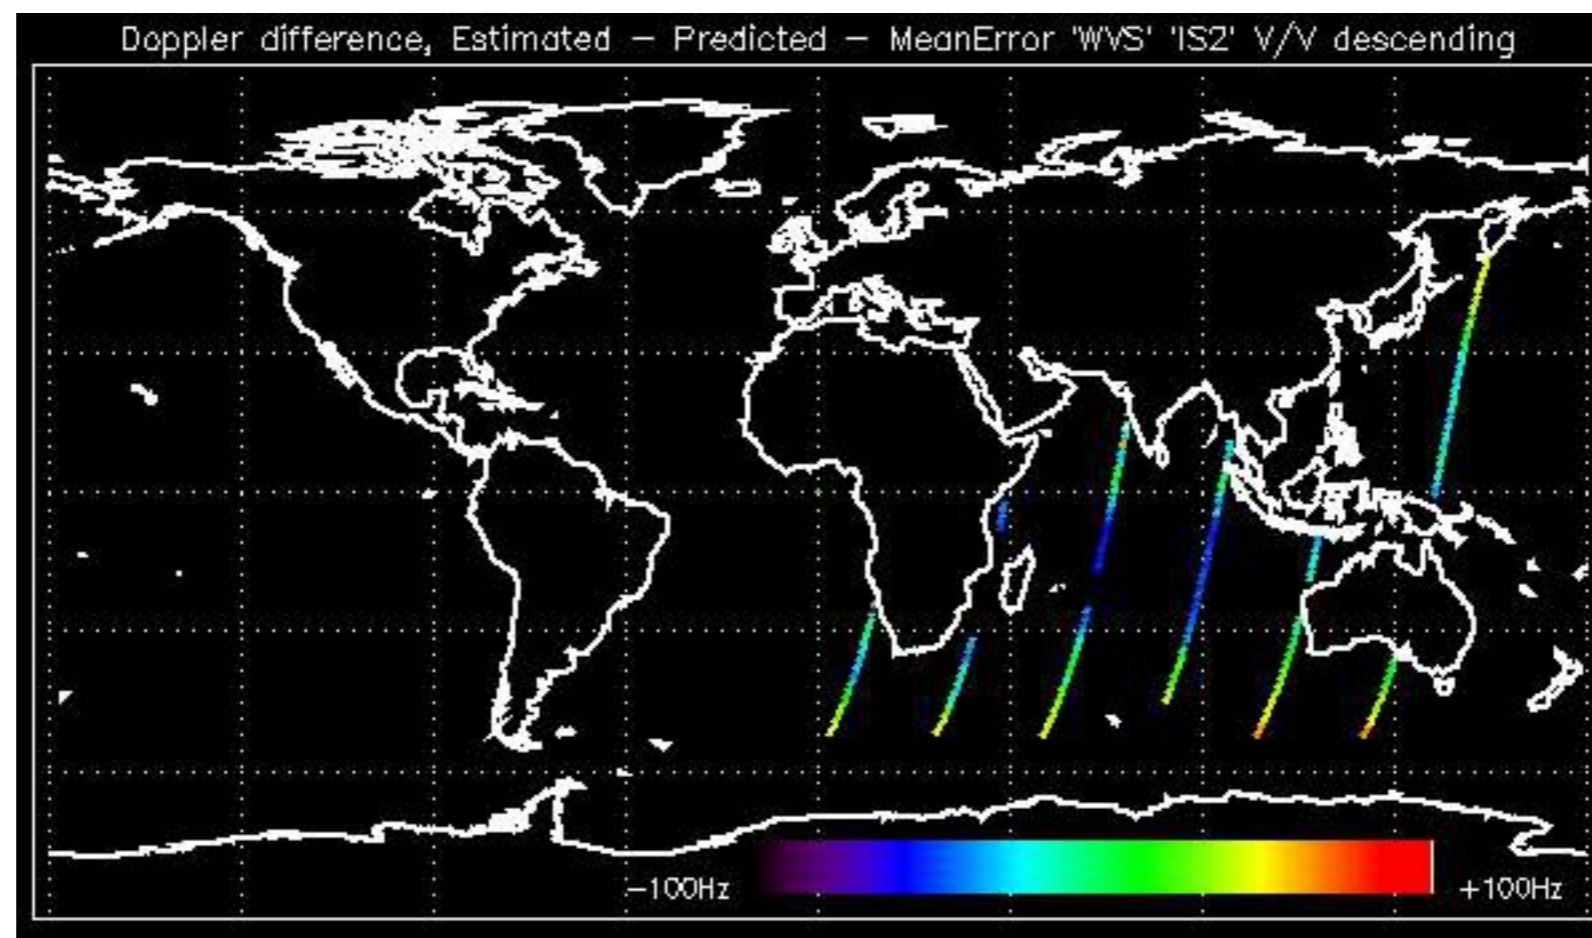 Doppler difference, Estimated − Predicted − MeanError 'WVS' 'IS2' V/V descending
−100Hz +100Hz